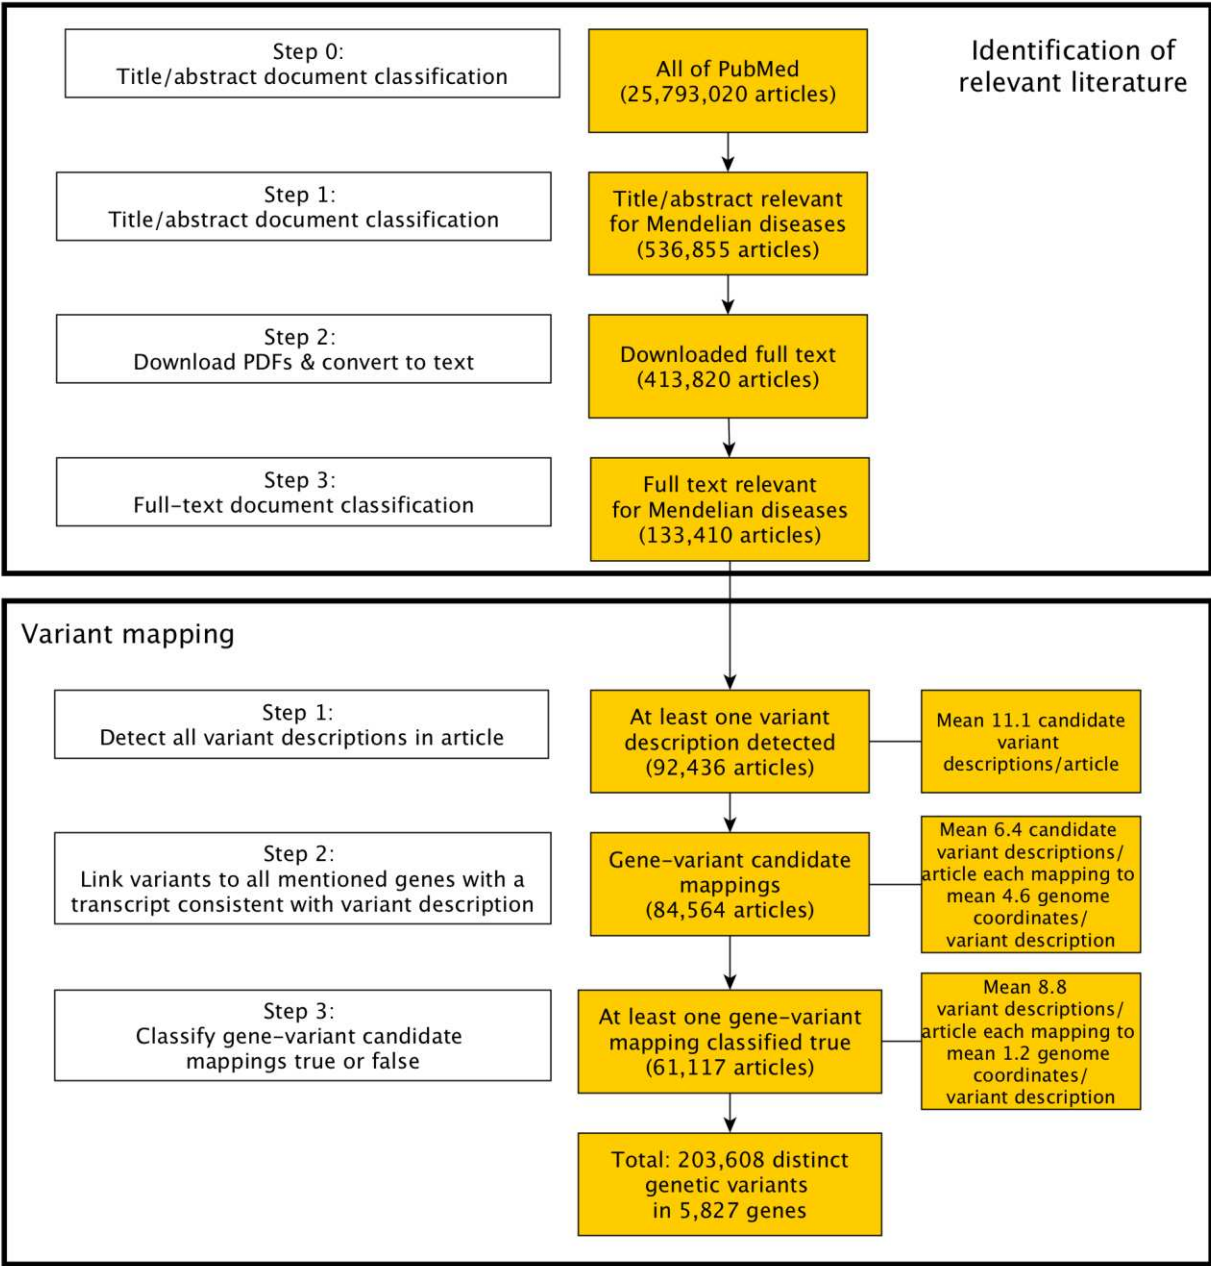 Identification of
relevant literature
Step 0:
Title/abstract document classification
All of PubMed
(25,793,020 articles)
Step 1:
Title/abstract document classification
Title/abstract relevant
for Mendelian diseases
(536,855 articles)
Step 2:
Download PDFs & convert to text
Downloaded full text
(413,820 articles)
Step 3:
Full-text document classification
Full text relevant
for Mendelian diseases
(133,410 articles)
Variant mapping
Step 1:
Detect all variant descriptions in article
At least one variant
description detected
(92,436 articles)
Mean 11.1 candidate
variant
descriptions/article
Step 2:
Link variants to all mentioned genes with a
transcript consistent with variant description
Gene-variant candidate
mappings
(84,564 articles)
Mean 6.4 candidate
variant descriptions/
article each mapping to
mean 4.6 genome
coordinates/
variant description
Step 3:
Classify gene-variant candidate
mappings true or false
At least one gene-variant
mapping classified true
(61,117 articles)
Mean 8.8
variant descriptions/
article each mapping to
mean 1.2 genome
coordinates/
variant description
Total: 203,608 distinct
genetic variants
in 5,827 genes